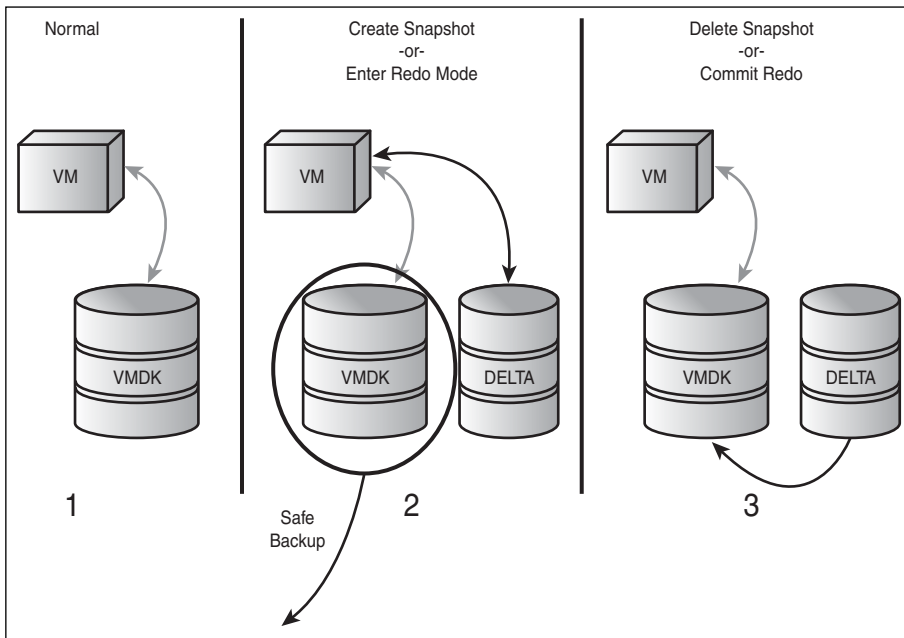 Normal
Create Snapshot
-or-
Enter Redo Mode
Delete Snapshot
-or-
Commit Redo
VM
VM
VM
VMDK
VMDK
DELTA
VMDK
DELTA
1
2
3
Safe
Backup